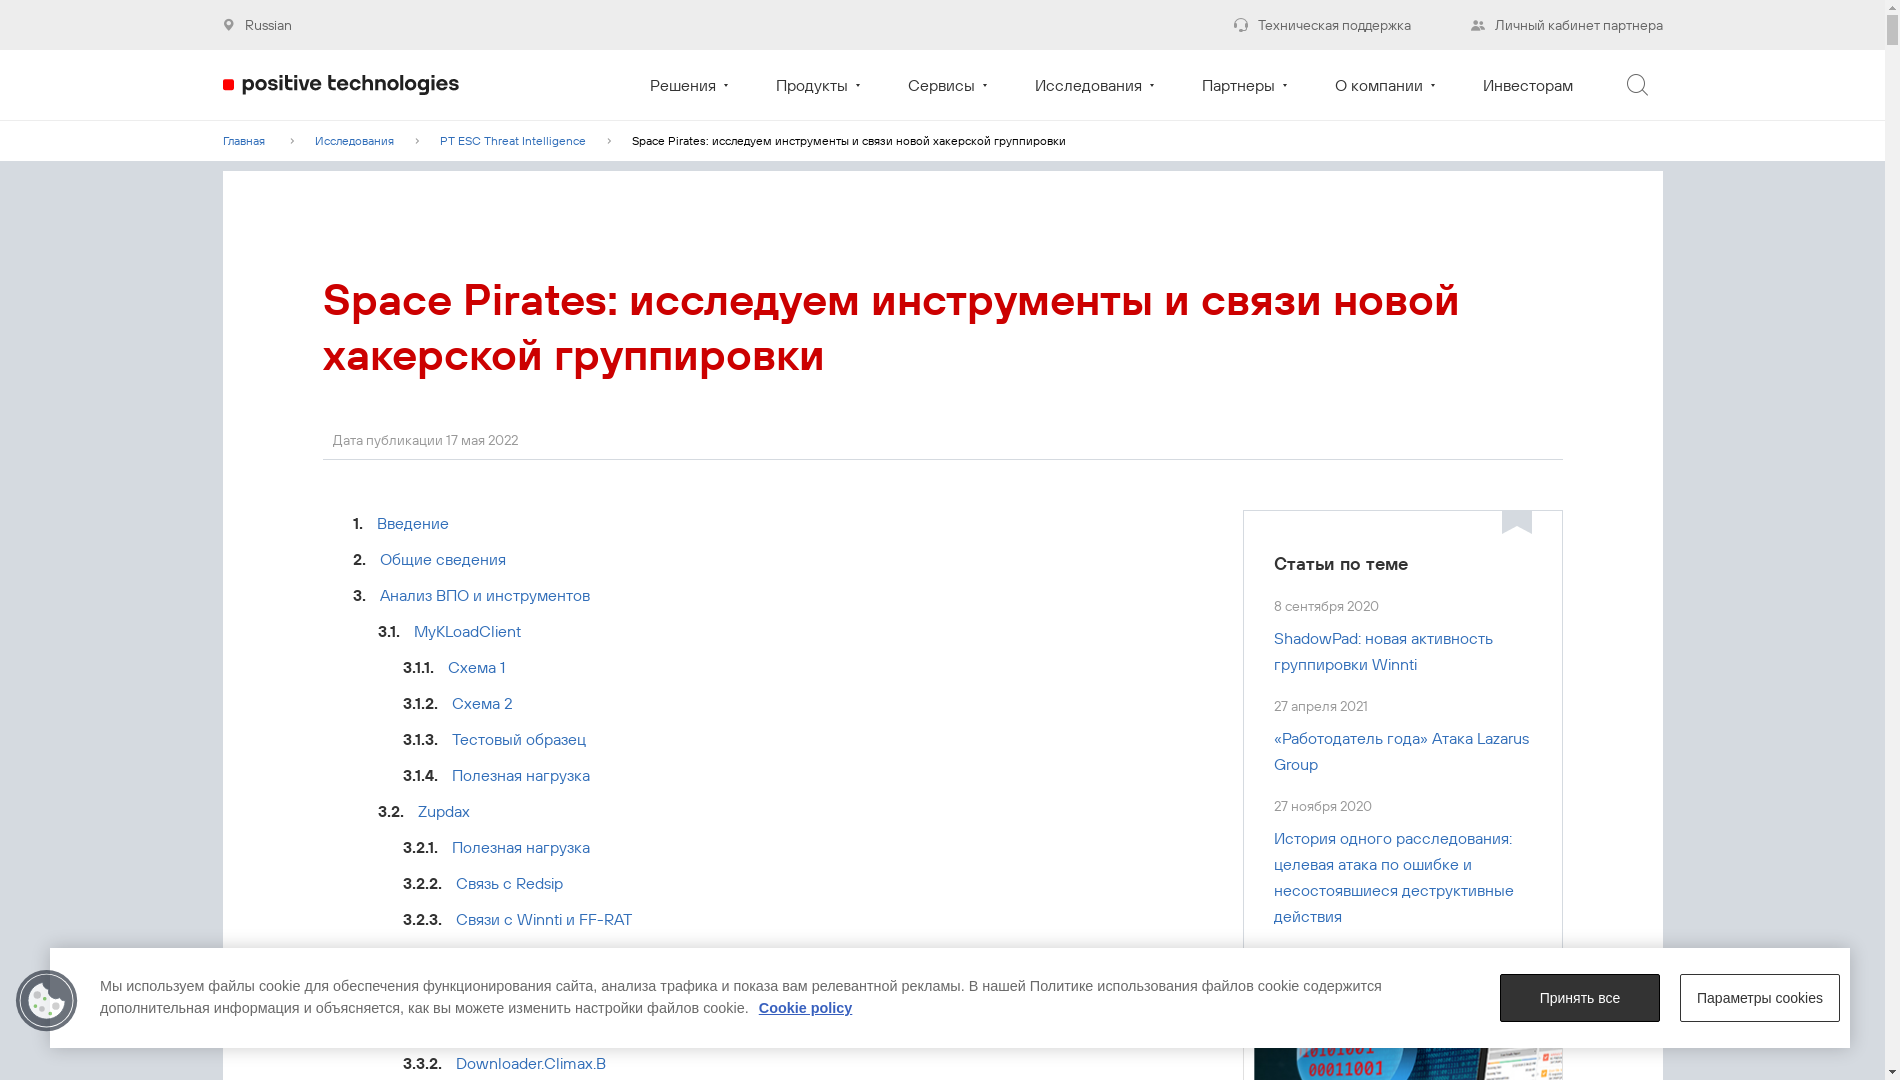 Russian
Техническая поддержка
Личный кабинет партнера
positive technologies
Решения
Продукты
Сервисы
Исследования
Партнеры
О компании
Инвесторам
Главная
Исследования
PT ESC Threat Intelligence
Space Pirates: исследуем инструменты и связи новой хакерской группировки
Space Pirates: исследуем инструменты и связи новой
хакерской группировки
Дата публикации 17 мая 2022
1. Введение
2. Общие сведения
3. Анализ ВПО и инструментов
3.1. MyKLoadClient
3.1.1. Схема 1
3.1.2. Схема 2
3.1.3. Тестовый образец
3.1.4. Полезная нагрузка
3.2. Zupdax
3.2.1. Полезная нагрузка
3.2.2. Связь с Redsip
3.2.3. Связи с Winnti и FF-RAT
Статьи по теме
8 сентября 2020
ShadowPad: новая активность
группировки Winnti
27 апреля 2021
«Работодатель года» Атака Lazarus
Group
27 ноября 2020
История одного расследования:
целевая атака по ошибке и
несостоявшиеся деструктивные
действия
Мы используем файлы cookie для обеспечения функционирования сайта, анализа трафика и показа вам релевантной рекламы. В нашей Политике использования файлов cookie содержится
дополнительная информация и объясняется, как вы можете изменить настройки файлов cookie. Cookie policy
Принять все
Параметры cookies
3.3.2. Downloader.Climax.B
00011001